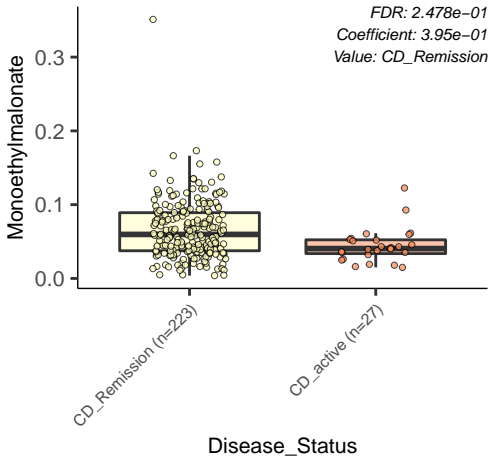 FDR: 2.478e−01
Coefficient: 3.95e−01
Value: CD_Remission
Monoethylmalonate
0.3
0.2
0.1
0.0
CD_Remission (n=223)
CD_active (n=27)
Disease_Status